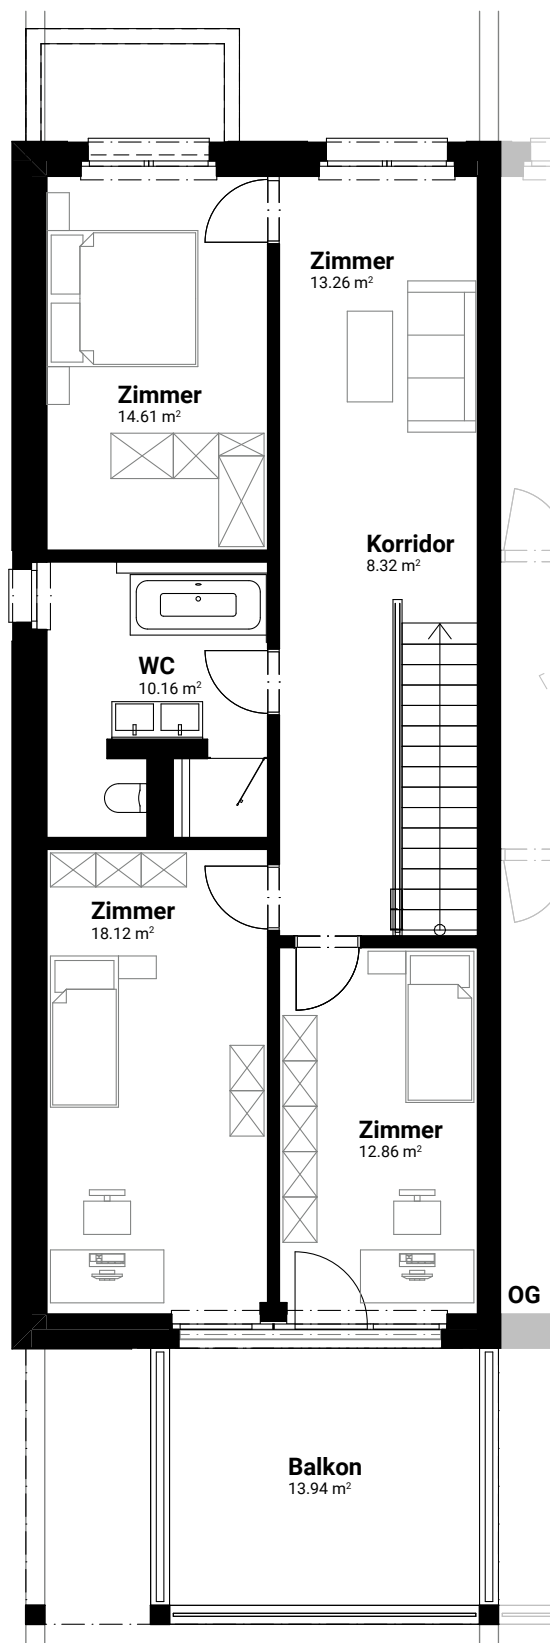 Zimmer
13.26 m²
Zimmer
14.61 m²
Korridor
8.32 m²
WC
10.16 m²
Zimmer
18.12 m²
Zimmer
12.86 m²
OG
Balkon
13.94 m²